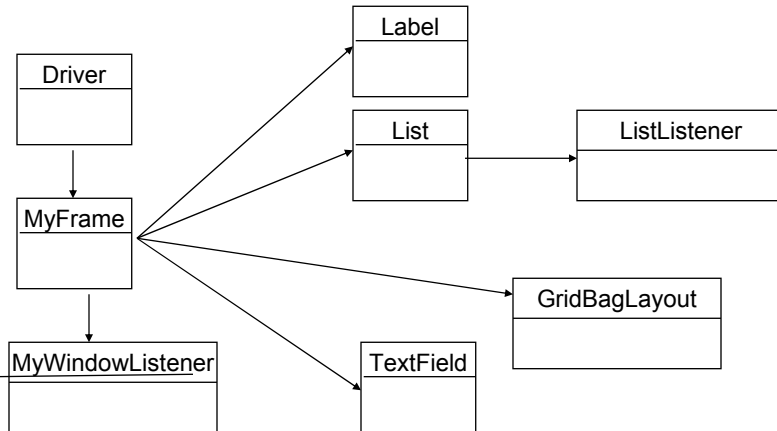 Label
Driver
List
ListListener
MyFrame
GridBagLayout
MyWindowListener
TextField